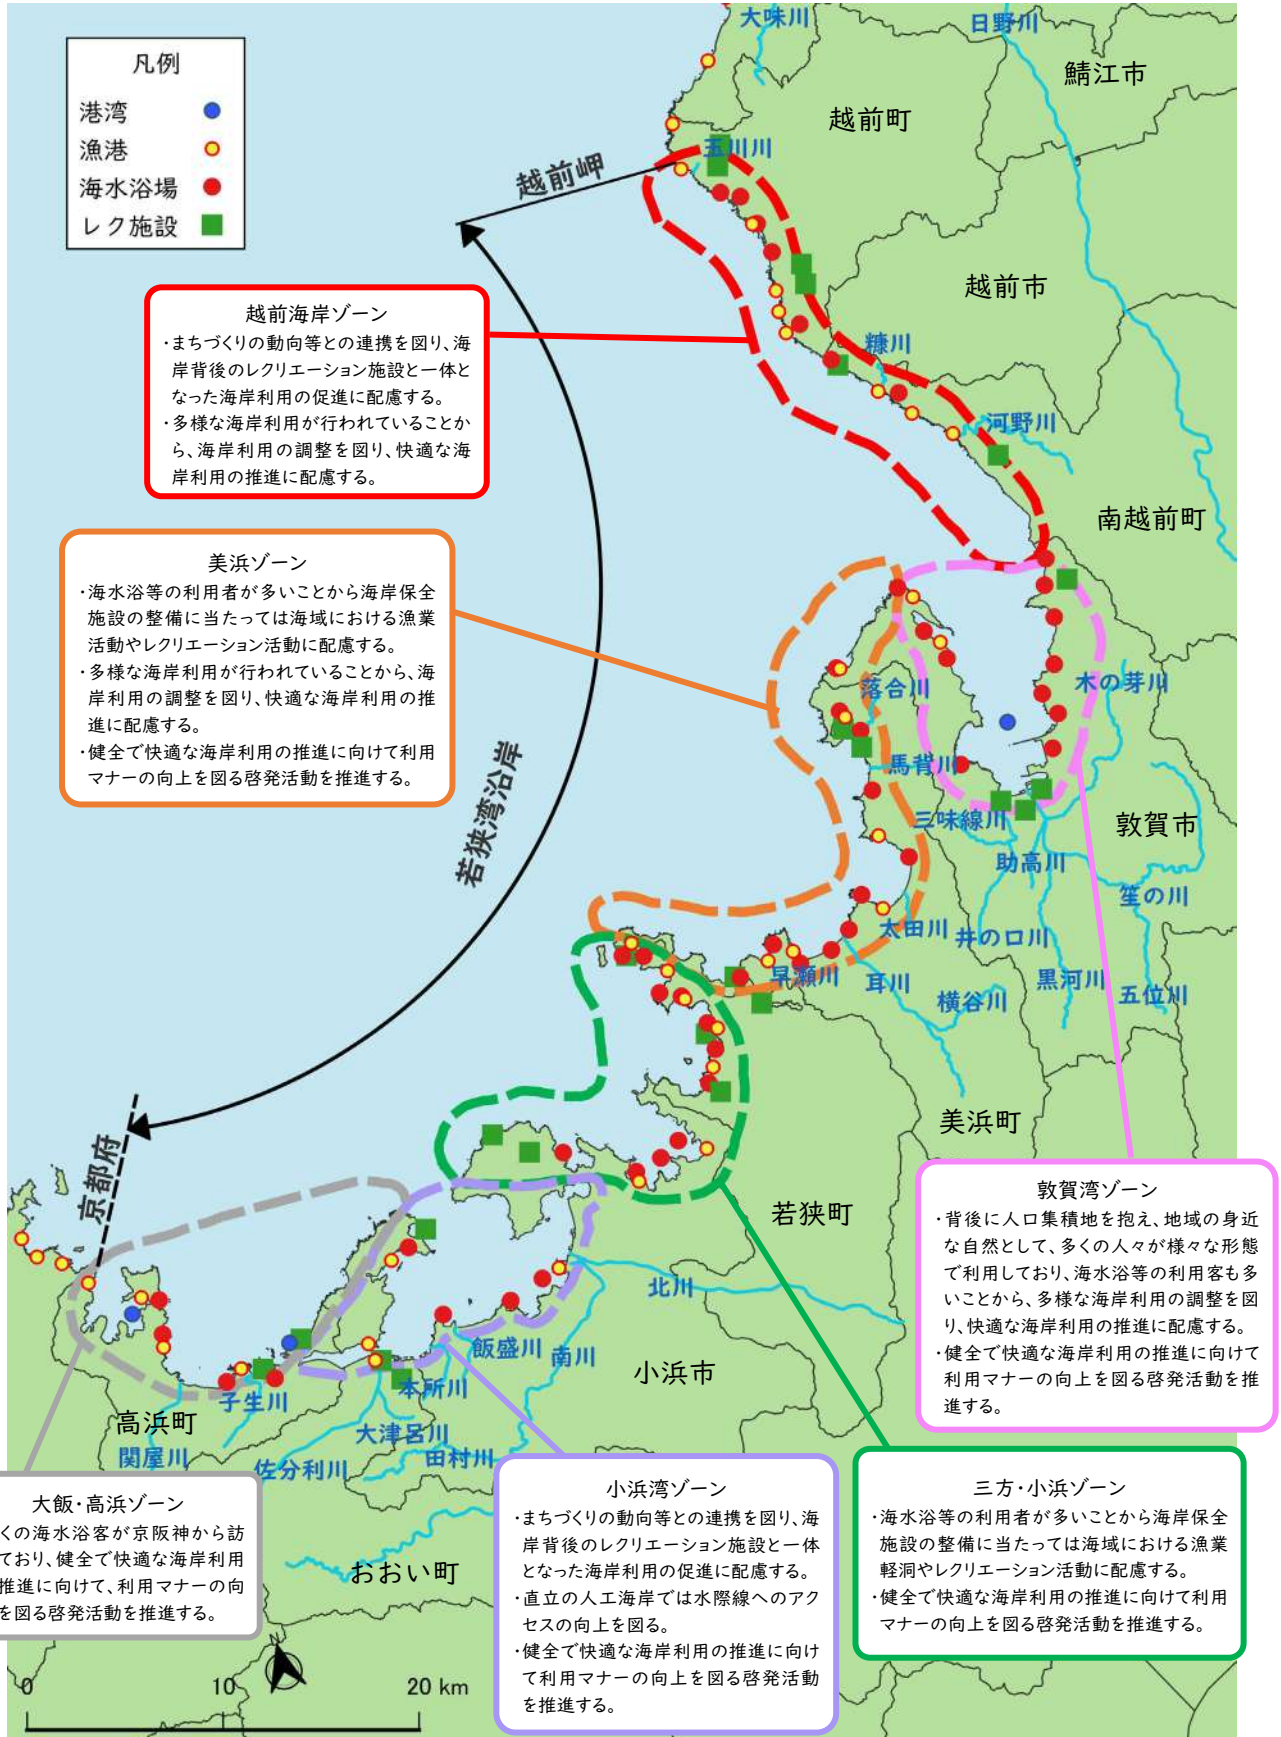 凡例
港湾
漁港
海水浴場
レク施設
大味川
日野川
鯖江市
越前町
玉川川
越前岬
越前市
糠川
河野川
南越前町
越前海岸ゾーン
・まちづくりの動向等との連携を図り、海
岸背後のレクリエーション施設と一体と
なった海岸利用の促進に配慮する。
・多様な海岸利用が行われていることか
ら、海岸利用の調整を図り、快適な海
岸利用の推進に配慮する。
美浜ゾーン
・海水浴等の利用者が多いことから海岸保全
施設の整備に当たっては海域における漁業
活動やレクリエーション活動に配慮する。
・多様な海岸利用が行われていることから、海
岸利用の調整を図り、快適な海岸利用の推
進に配慮する。
・健全で快適な海岸利用の推進に向けて利用
マナーの向上を図る啓発活動を推進する。
若狭湾沿岸
落合川
木の芽川
馬背川
三味線川
敦賀市
助高川
笙の川
太田川
井の口川
早瀬川
耳川
横谷川
黒河川
五位川
美浜町
京都府
若狭町
敦賀湾ゾーン
・背後に人口集積地を抱え、地域の身近
な自然として、多くの人々が様々な形態
で利用しており、海水浴等の利用客も多
いことから、多様な海岸利用の調整を図
り、快適な海岸利用の推進に配慮する。
・健全で快適な海岸利用の推進に向けて
利用マナーの向上を図る啓発活動を推
進する。
北川
飯盛川
南川
小浜市
本所川
子生川
高浜町
関屋川
大津呂川
佐分利川
田村川
おおい町
大飯・高浜ゾーン
くの海水浴客が京阪神から訪
ており、健全で快適な海岸利用
推進に向けて、利用マナーの向
を図る啓発活動を推進する。
小浜湾ゾーン
・まちづくりの動向等との連携を図り、海
岸背後のレクリエーション施設と一体
となった海岸利用の促進に配慮する。
・直立の人工海岸では水際線へのアク
セスの向上を図る。
・健全で快適な海岸利用の推進に向け
て利用マナーの向上を図る啓発活動
を推進する。
三方・小浜ゾーン
・海水浴等の利用者が多いことから海岸保全
施設の整備に当たっては海域における漁業
軽洞やレクリエーション活動に配慮する。
・健全で快適な海岸利用の推進に向けて利用
マナーの向上を図る啓発活動を推進する。
0 10 20 km